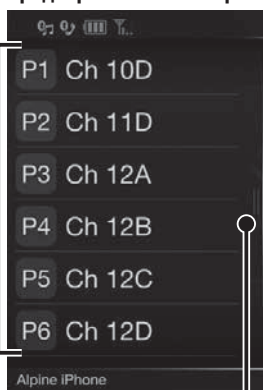 P1 Ch 10D
P2 Ch 11D
P3 Ch 12A
P4 Ch 12B
P5 Ch 12C
P6 Ch 12D
Alpine iPhone